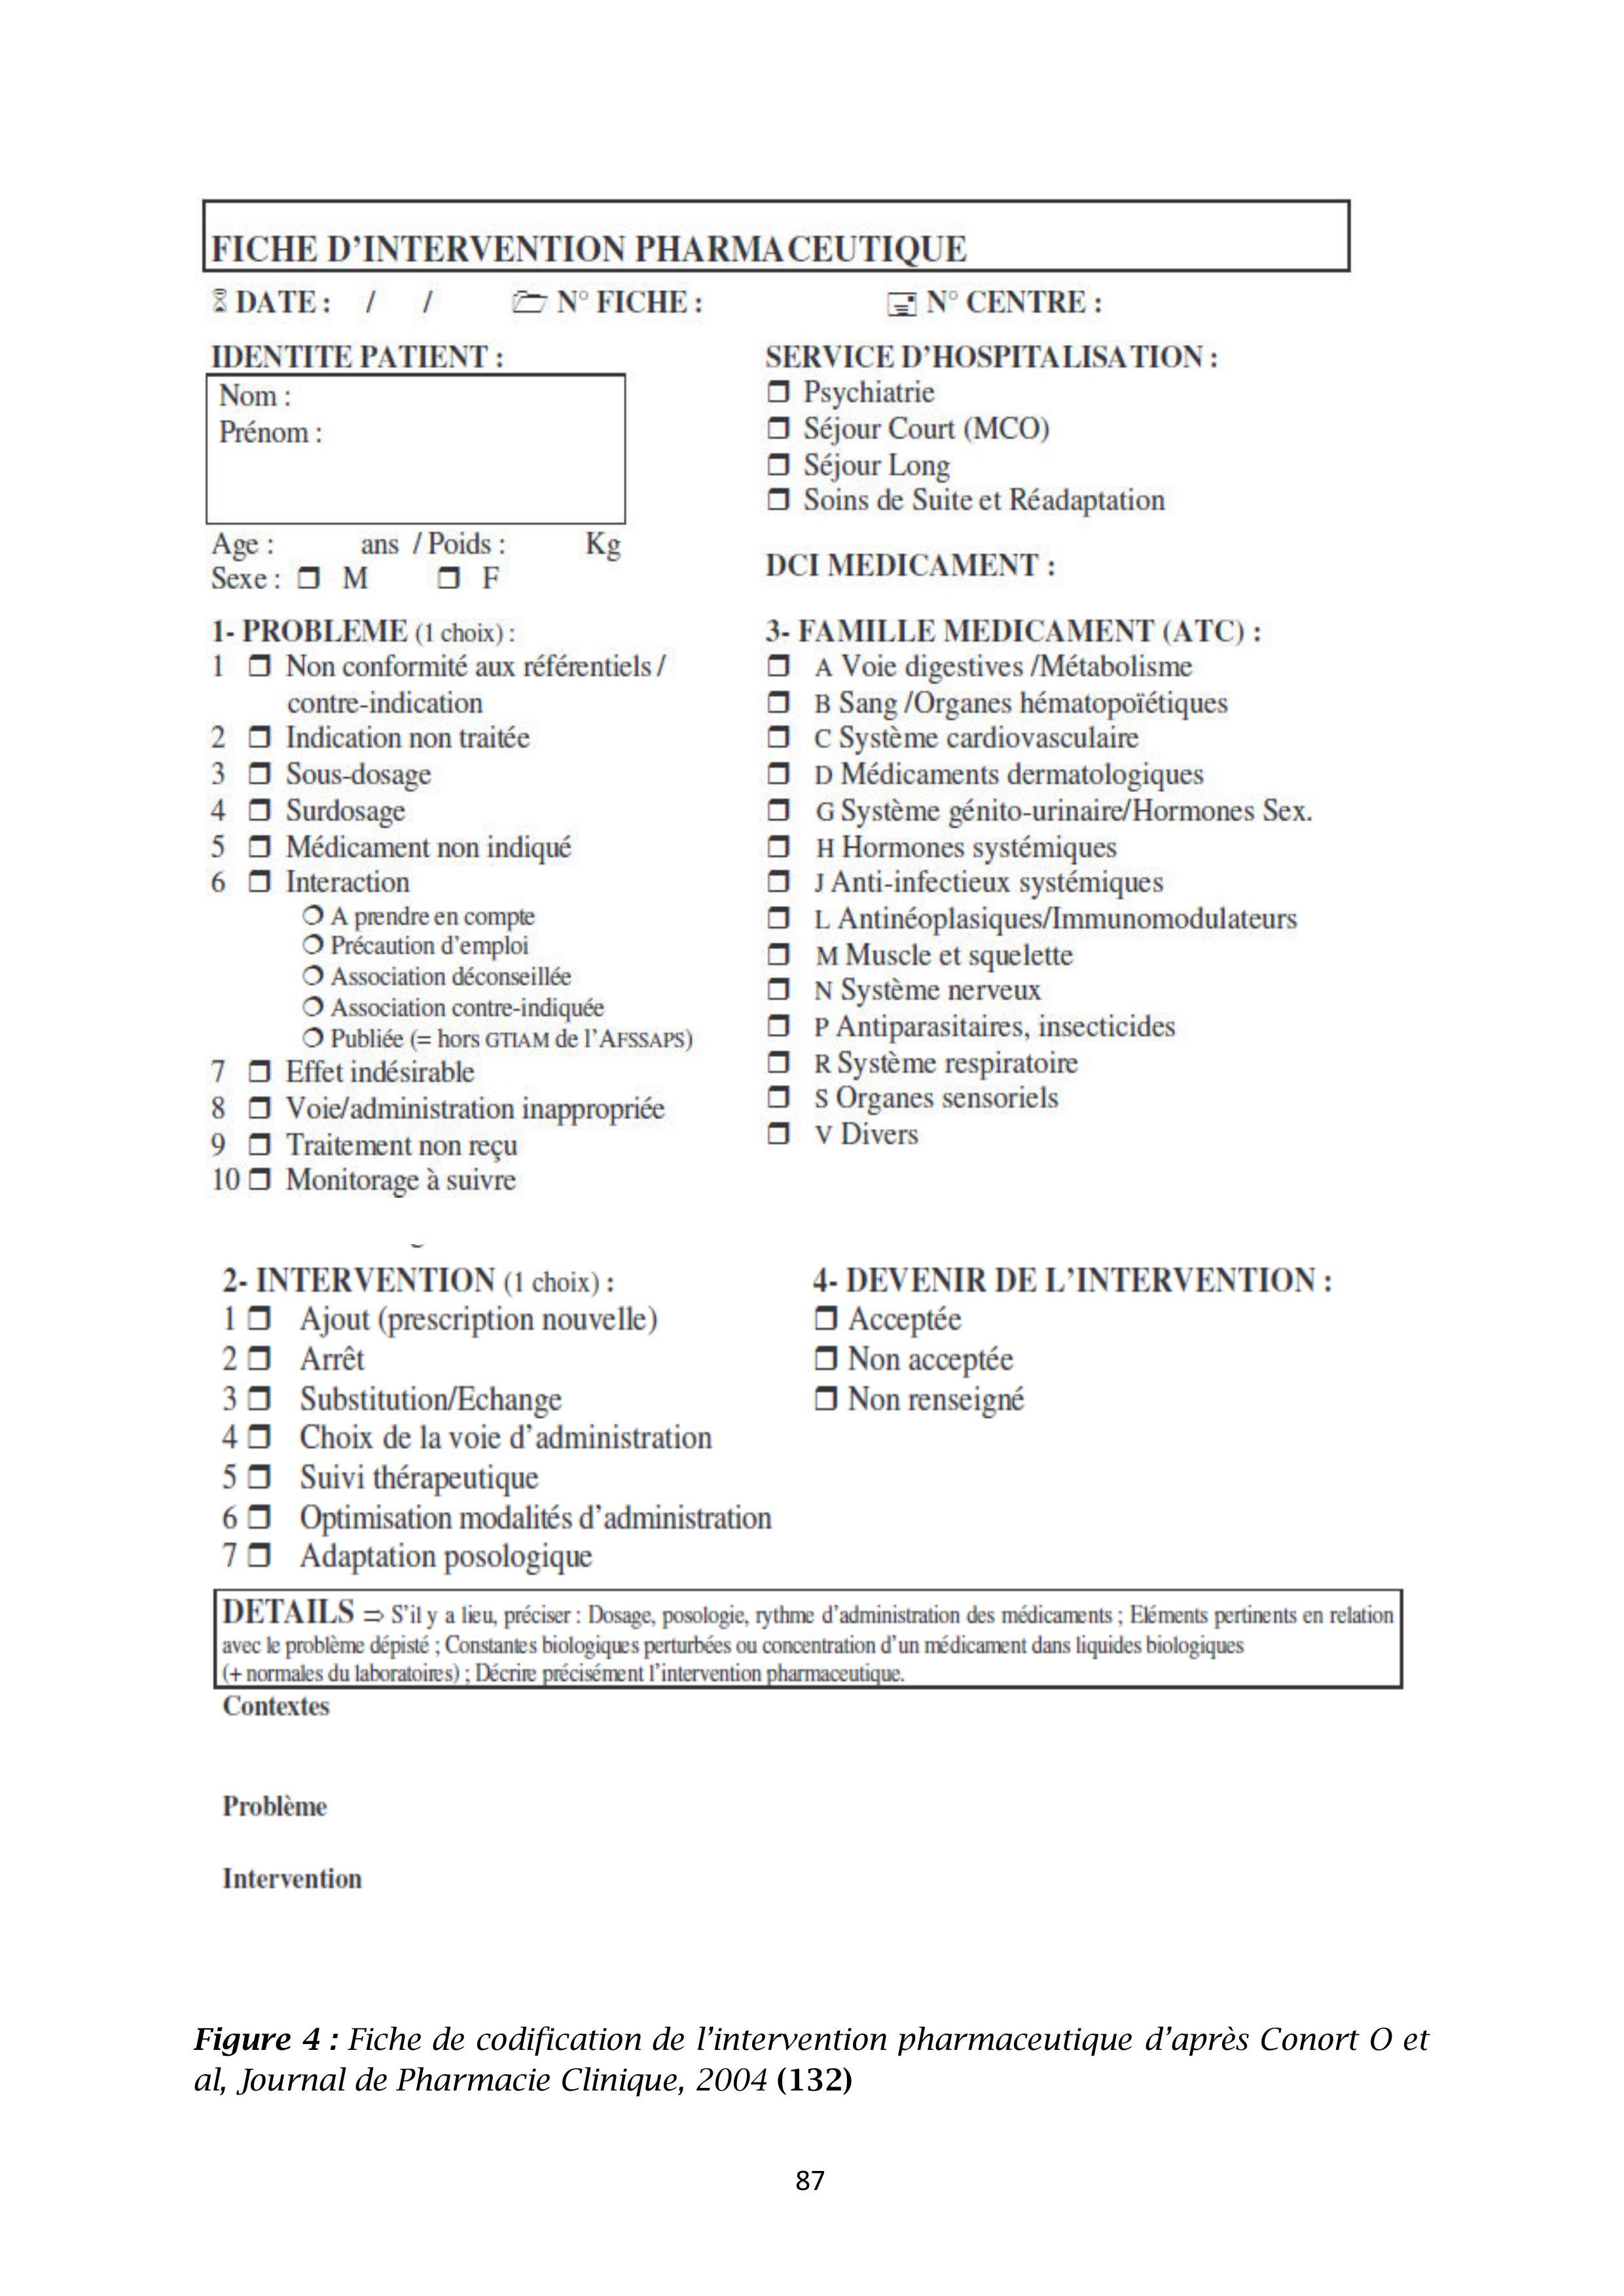 FICHE D'INTERVENTION PHARMACEUTIQUE
DATE : / / N° FICHE : N° CENTRE :
IDENTITE PATIENT :
Nom :
Prénom :
Age : ans / Poids : Kg
Sexe : ❒ M ❒ F
SERVICE D'HOSPITALISATION :
❒ Psychiatrie
❒ Séjour Court (MCO)
❒ Séjour Long
❒ Soins de Suite et Réadaptation
DCI MEDICAMENT :
1- PROBLEME (1 choix) :
1 ❒ Non conformité aux référentiels /
contre-indication
2 ❒ Indication non traitée
3 ❒ Sous-dosage
4 ❒ Surdosage
5 ❒ Médicament non indiqué
6 ❒ Interaction
❍ A prendre en compte
❍ Précaution d'emploi
❍ Association déconseillée
❍ Association contre-indiquée
❍ Publiée (= hors GTIAM de l'AFSSAPS)
7 ❒ Effet indésirable
8 ❒ Voie/administration inappropriée
9 ❒ Traitement non reçu
10 ❒ Monitorage à suivre
3- FAMILLE MEDICAMENT (ATC) :
❒ A Voie digestives /Métabolisme
❒ B Sang /Organes hématopoïétiques
❒ C Système cardiovasculaire
❒ D Médicaments dermatologiques
❒ G Système génito-urinaire/Hormones Sex.
❒ H Hormones systémiques
❒ J Anti-infectieux systémiques
❒ L Antinéoplasiques/Immunomodulateurs
❒ M Muscle et squelette
❒ N Système nerveux
❒ P Antiparasitaires, insecticides
❒ R Système respiratoire
❒ S Organes sensoriels
❒ V Divers
2- INTERVENTION (1 choix) :
1 ❒ Ajout (prescription nouvelle)
2 ❒ Arrêt
3 ❒ Substitution/Echange
4 ❒ Choix de la voie d'administration
5 ❒ Suivi thérapeutique
6 ❒ Optimisation modalités d'administration
7 ❒ Adaptation posologique
4- DEVENIR DE L'INTERVENTION :
❒ Acceptée
❒ Non acceptée
❒ Non renseigné
DETAILS ⇒ S'il y a lieu, préciser : Dosage, posologie, rythme d'administration des médicaments ; Eléments pertinents en relation
avec le problème dépisté ; Constantes biologiques perturbées ou concentration d'un médicament dans liquides biologiques
(+ normales du laboratoires) ; Décrire précisément l'intervention pharmaceutique.
Contextes
Problème
Intervention
Figure 4 : Fiche de codification de l'intervention pharmaceutique d'après Conort O et
al, Journal de Pharmacie Clinique, 2004 (132)
87